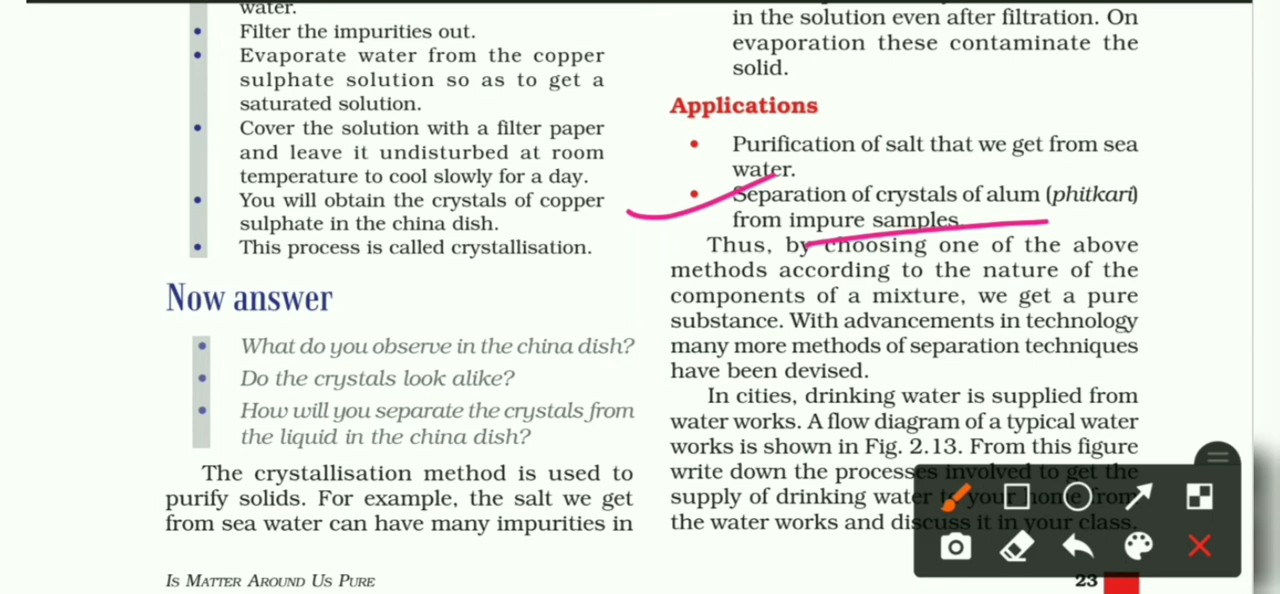 water.
Filter the impurities out.
Evaporate water from the copper
sulphate solution so as to get a
saturated solution.
Cover the solution with a filter paper
and leave it undisturbed at room
temperature to cool slowly for a day.
You will obtain the crystals of copper
sulphate in the china dish.
This process is called crystallisation.
Now answer
What do you observe in the china dish?
Do the crystals look alike?
How will you separate the crystals from
the liquid in the china dish?
The crystallisation method is used to
purify solids. For example, the salt we get
from sea water can have many impurities in
in the solution even after filtration. On
evaporation these contaminate the
solid.
Applications
Purification of salt that we get from sea
water.
Separation of crystals of alum (phitkari)
from impure samples.
Thus, by choosing one of the above
methods according to the nature of the
components of a mixture, we get a pure
substance. With advancements in technology
many more methods of separation techniques
have been devised.
In cities, drinking water is supplied from
water works. A flow diagram of a typical water
works is shown in Fig. 2.13. From this figure
write down the processes involved to get the
supply of drinking water to your home from
the water works and discuss it in your class.
Is Matter Around Us Pure
23